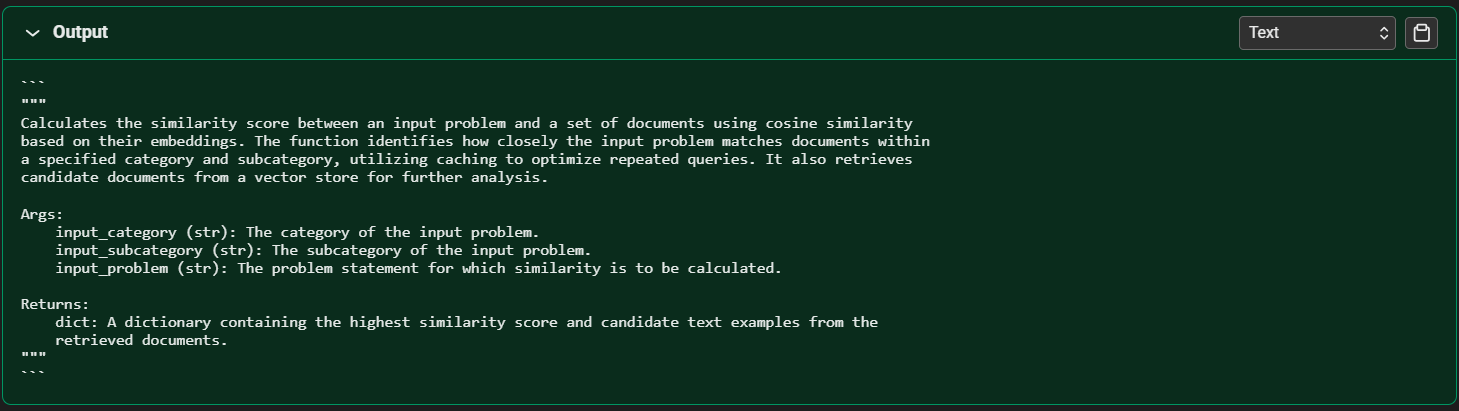 Output
Text
```
"""
Calculates the similarity score between an input problem and a set of documents using cosine similarity
based on their embeddings. The function identifies how closely the input problem matches documents within
a specified category and subcategory, utilizing caching to optimize repeated queries. It also retrieves
candidate documents from a vector store for further analysis.

Args:
    input_category (str): The category of the input problem.
    input_subcategory (str): The subcategory of the input problem.
    input_problem (str): The problem statement for which similarity is to be calculated.

Returns:
    dict: A dictionary containing the highest similarity score and candidate text examples from the
    retrieved documents.
"""
```